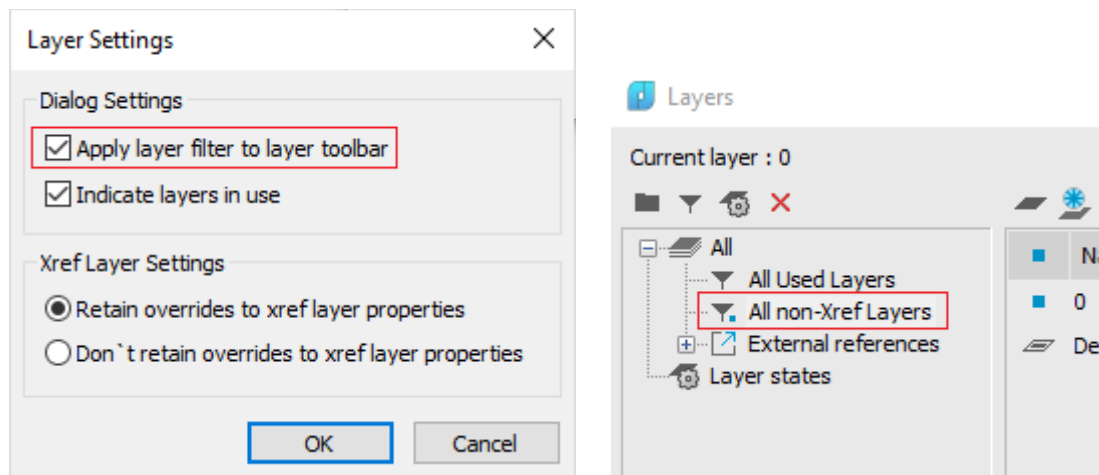 Layer Settings
Dialog Settings
Apply layer filter to layer toolbar
Indicate layers in use
Xref Layer Settings
Retain overrides to xref layer properties
Don`t retain overrides to xref layer properties
OK
Cancel
Layers
Current layer : 0
All
All Used Layers
All non-Xref Layers
External references
Layer states
0